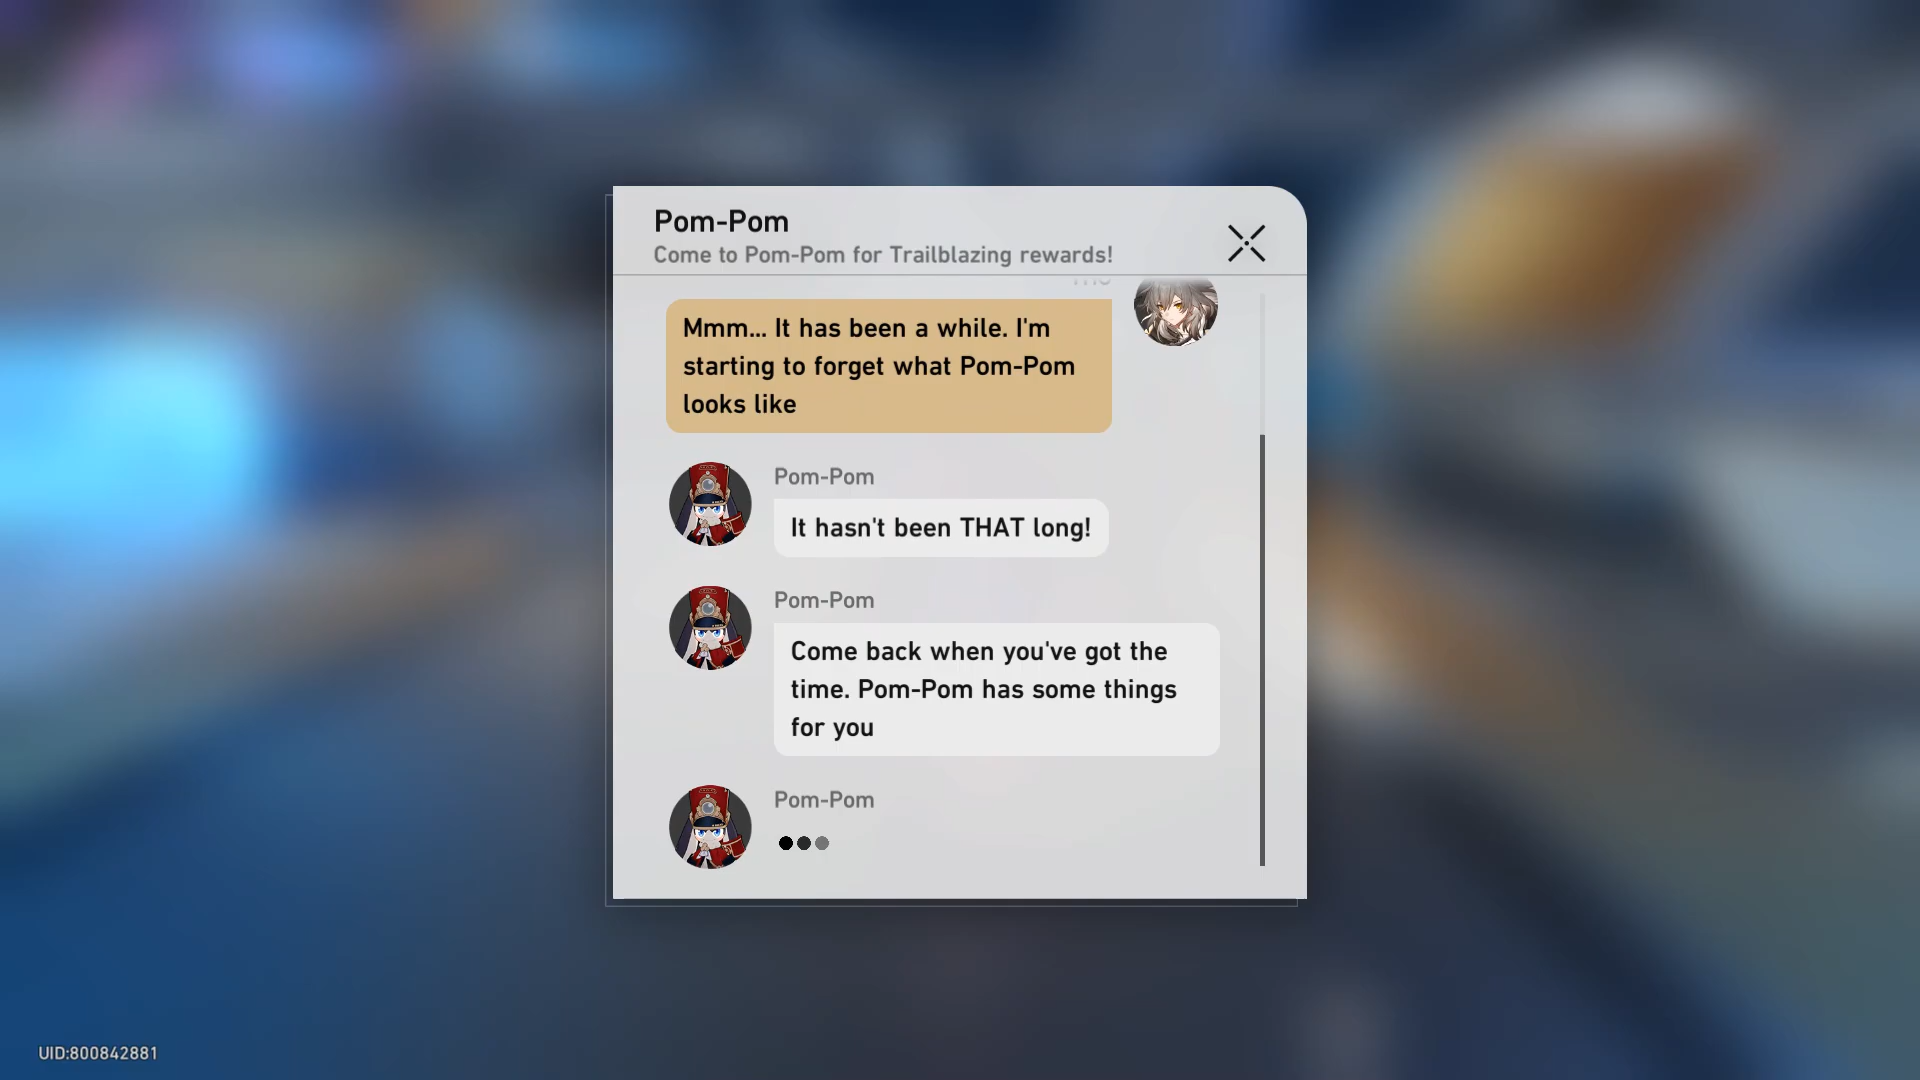 Pom-Pom
Come to Pom-Pom for Trailblazing rewards!
Mmm... It has been a while. I'm
starting to forget what Pom-Pom
looks like
Pom-Pom
It hasn't been THAT long!
Pom-Pom
Come back when you've got the
time. Pom-Pom has some things
for you
Pom-Pom
UID:800842881